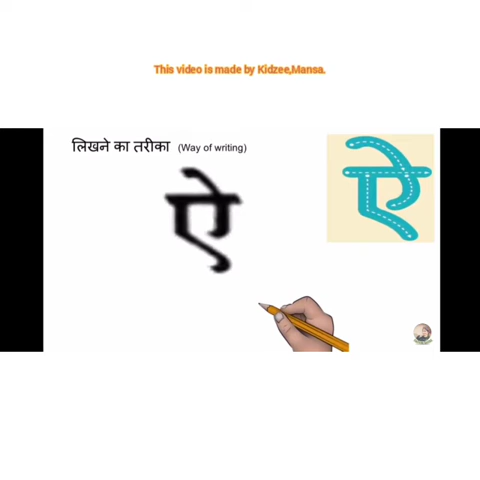 This video is made by Kidzee,Mansa.
लिखने का तरीका (Way of writing)
ऐ
ऐ